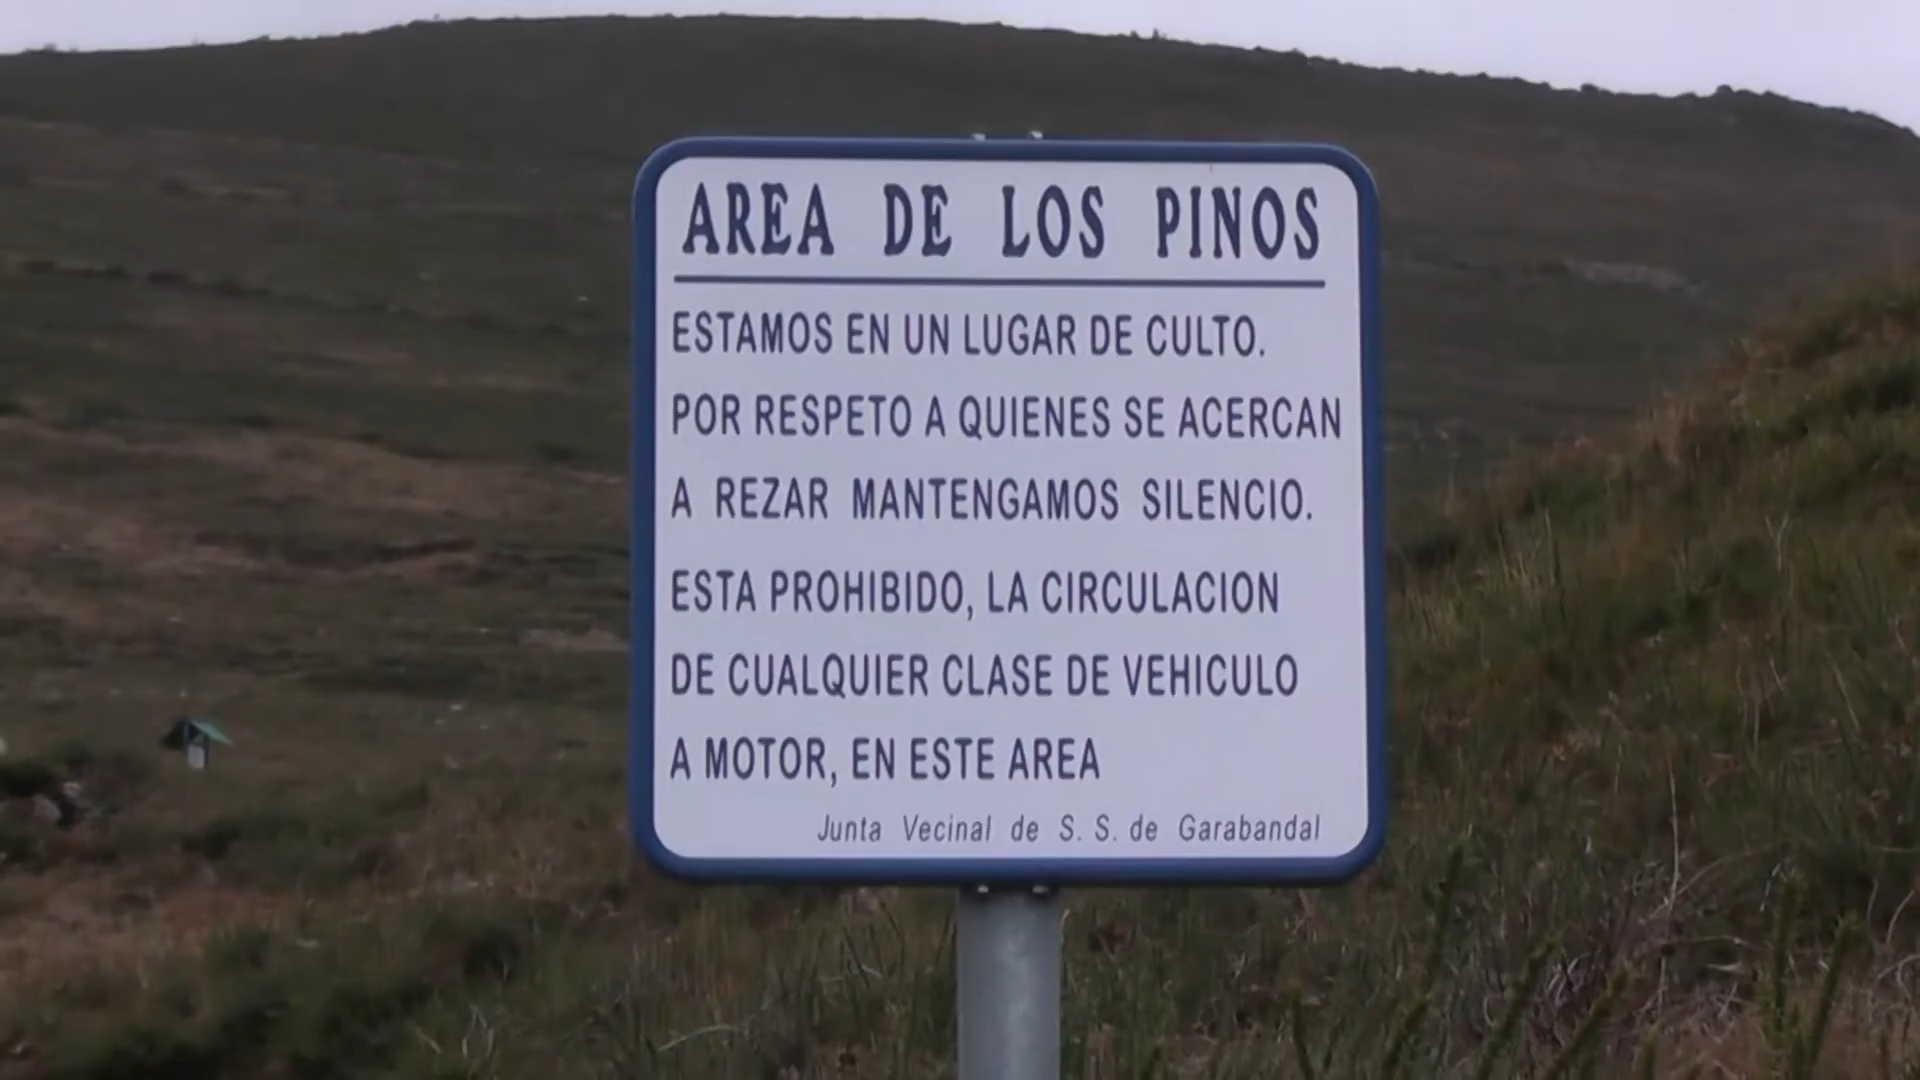 AREA DE LOS PINOS
ESTAMOS EN UN LUGAR DE CULTO.
POR RESPETO A QUIENES SE ACERCAN
A REZAR MANTENGAMOS SILENCIO.
ESTA PROHIBIDO, LA CIRCULACION
DE CUALQUIER CLASE DE VEHICULO
A MOTOR, EN ESTE AREA
Junta Vecinal de S. S. de Garabandal